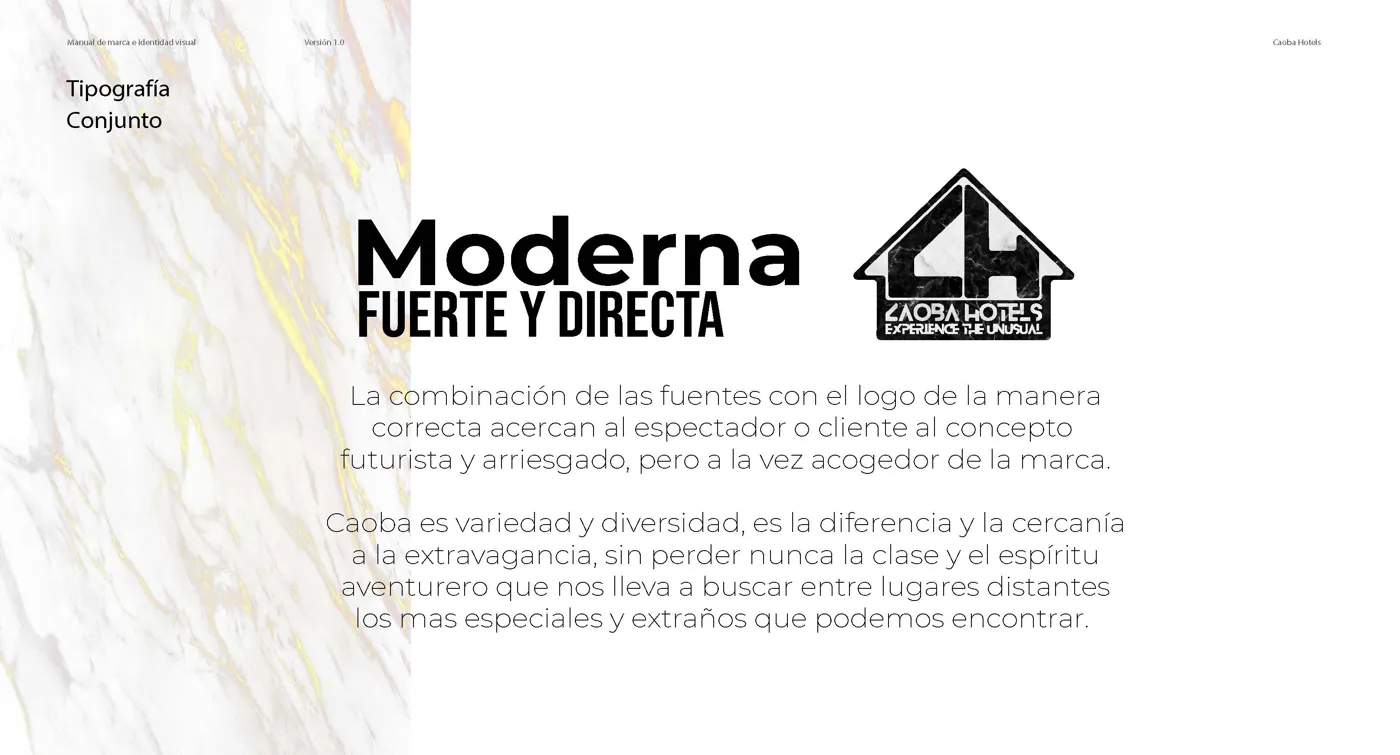 Manual de marca e identidad visual
Versión 1.0
Caoba Hotels
Tipografía
Conjunto
Moderna
FUERTE Y DIRECTA
CH
CAOBA HOTELS
EXPERIENCE THE UNUSUAL
La combinación de las fuentes con el logo de la manera
correcta acercan al espectador o cliente al concepto
futurista y arriesgado, pero a la vez acogedor de la marca.
Caoba es variedad y diversidad, es la diferencia y la cercanía
a la extravagancia, sin perder nunca la clase y el espíritu
aventurero que nos lleva a buscar entre lugares distantes
los mas especiales y extraños que podemos encontrar.